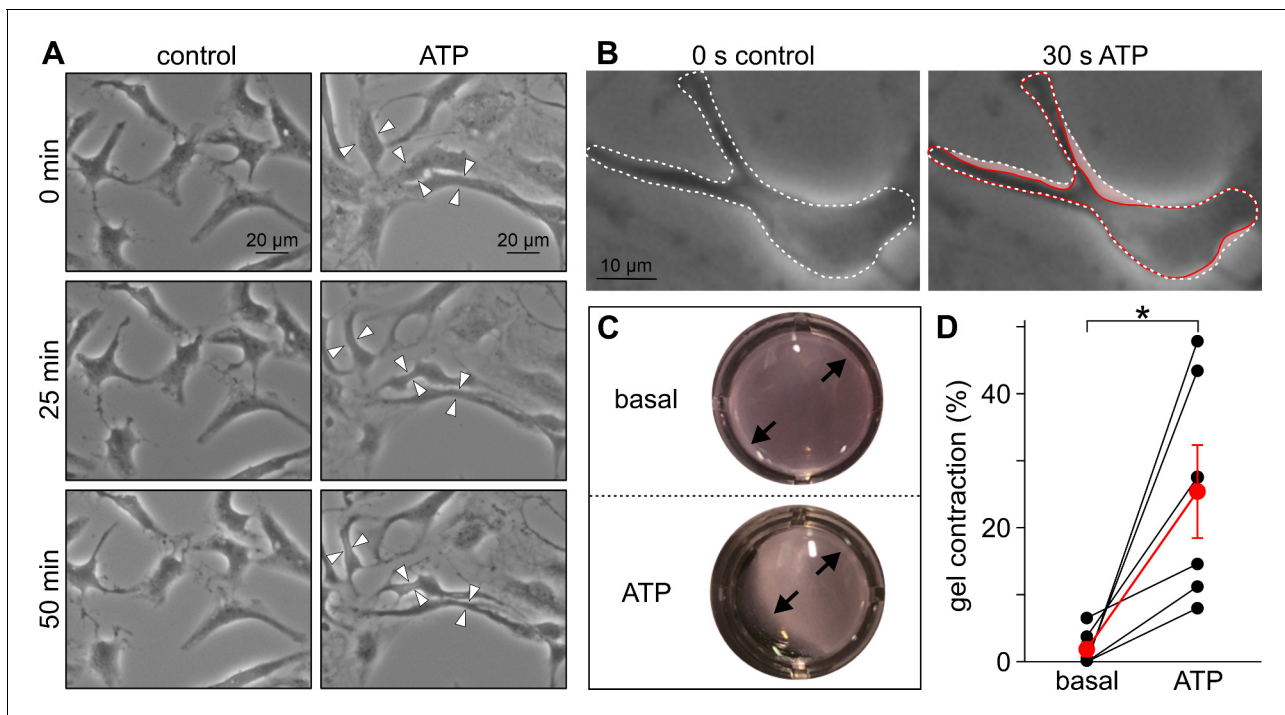 A
control
ATP
0 min
20 µm
20 µm
25 min
50 min
B
0 s control
30 s ATP
10 µm
C
basal
ATP
D
*
gel contraction (%)
40
20
0
basal
ATP